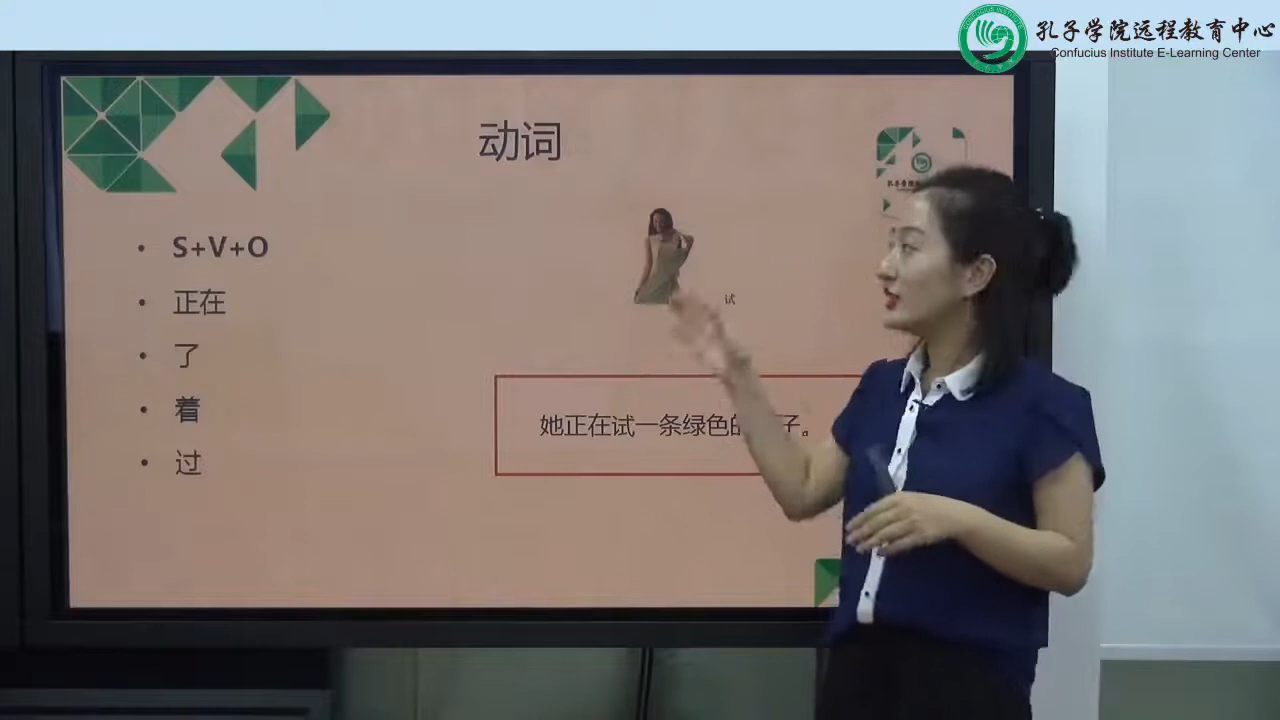 孔子学院远程教育中心
Confucius Institute E-Learning Center
动词
• S+V+O
• 正在
• 了
• 着
• 过
试
她正在试一条绿色的 子。